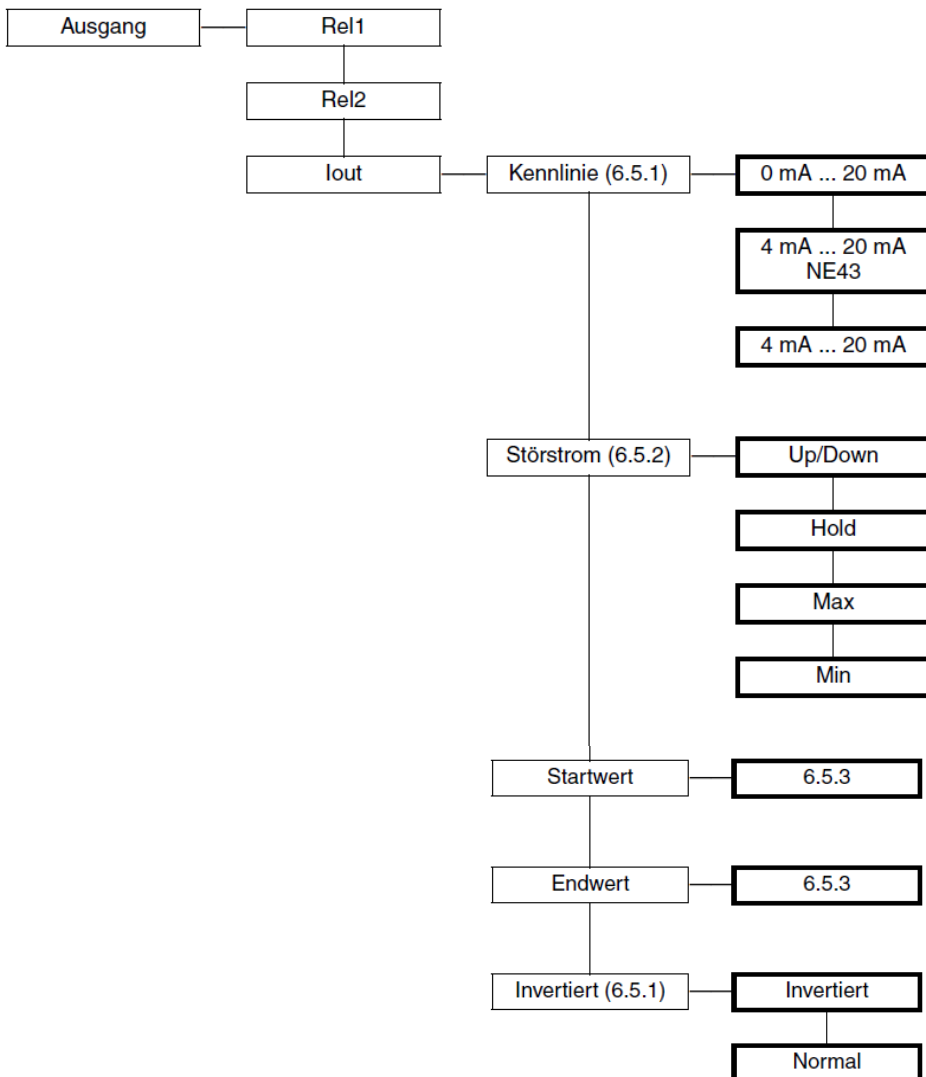 Ausgang
Rel1
Rel2
Iout
Kennlinie (6.5.1)
0 mA ... 20 mA
4 mA ... 20 mA
NE43
4 mA ... 20 mA
Störstrom (6.5.2)
Up/Down
Hold
Max
Min
Startwert
6.5.3
Endwert
6.5.3
Invertiert (6.5.1)
Invertiert
Normal